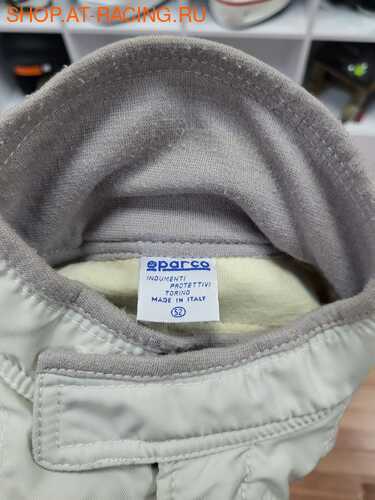 SHOP.AT-RACING.RU
sparco
INDUMENTI
PROTETTIVI
TORINO
MADE IN ITALY
52